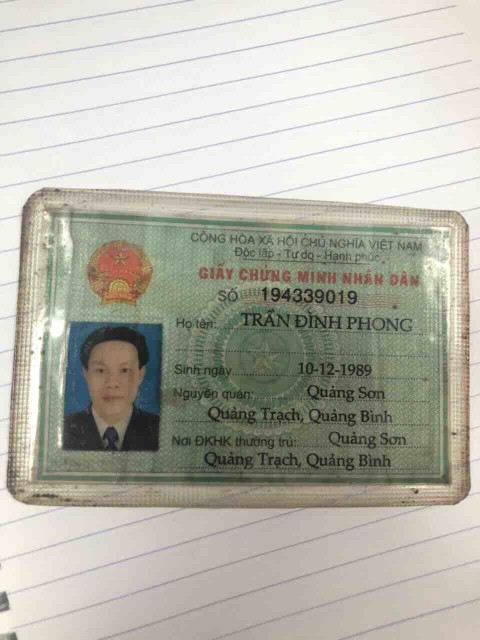 CỘNG HÒA XÃ HỘI CHỦ NGHĨA VIỆT NAM
Độc lập - Tự do - Hạnh phúc
GIẤY CHỨNG MINH NHÂN DÂN
SỐ 194339019
Họ tên: TRẦN ĐÌNH PHONG
Sinh ngày 10-12-1989
Nguyên quán: Quảng Sơn
Quảng Trạch, Quảng Bình
Nơi ĐKHK thường trú: Quảng Sơn
Quảng Trạch, Quảng Bình